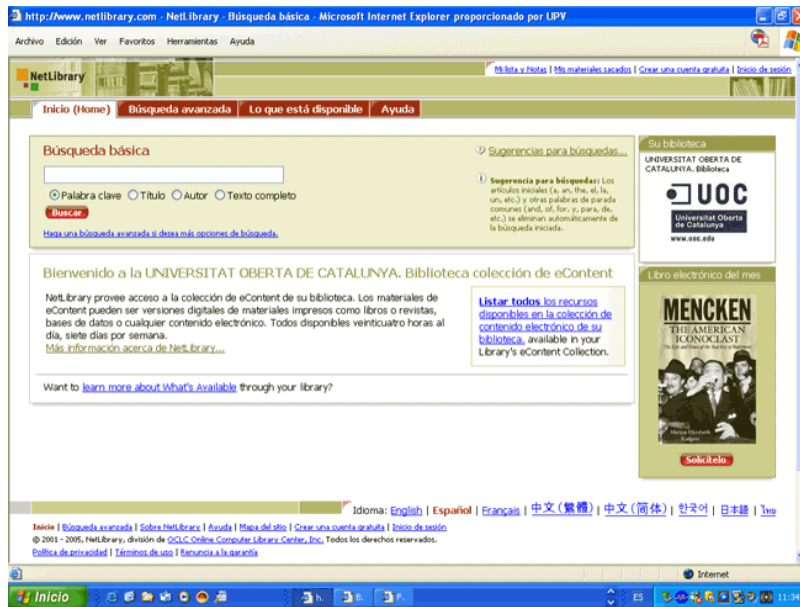 http://www.netlibrary.com - NetLibrary - Búsqueda básica - Microsoft Internet Explorer proporcionado por UPV
Archivo Edición Ver Favoritos Herramientas Ayuda
NetLibrary
Mi lista y Notas | Mis materiales sacados | Crear una cuenta gratuita | Inicio de sesión
Inicio (Home) Búsqueda avanzada Lo que está disponible Ayuda
Búsqueda básica
Sugerencias para búsquedas...
Palabra clave Título Autor Texto completo
Buscar
Haga una búsqueda avanzada si desea más opciones de búsqueda.
Sugerencia para búsquedas: Los
artículos iniciales (a, an, the, el, la,
un, etc.) y otras palabras de parada
comunes (and, of, for, y, para, de,
etc.) se eliminan automáticamente de
la búsqueda iniciada.
Su biblioteca
UNIVERSITAT OBERTA DE
CATALUNYA. Biblioteca
UOC
Universitat Oberta
de Catalunya
www.uoc.edu
Bienvenido a la UNIVERSITAT OBERTA DE CATALUNYA. Biblioteca colección de eContent
NetLibrary provee acceso a la colección de eContent de su biblioteca. Los materiales de
eContent pueden ser versiones digitales de materiales impresos como libros o revistas,
bases de datos o cualquier contenido electrónico. Todos disponibles veinticuatro horas al
día, siete días por semana.
Más información acerca de NetLibrary...
Listar todos los recursos
disponibles en la colección de
contenido electrónico de su
biblioteca. available in your
Library's eContent Collection.
Want to learn more about What's Available through your library?
Libro electrónico del mes
MENCKEN
THE AMERICAN
ICONOCLAST
Solicítelo
Idioma: English | Español | Français | 中文(繁體) | 中文(简体) | 한국어 | 日本語 | ไทย
Inicio | Búsqueda avanzada | Sobre NetLibrary | Ayuda | Mapa del sitio | Crear una cuenta gratuita | Inicio de sesión
© 2001 - 2005, NetLibrary, división de OCLC Online Computer Library Center, Inc. Todos los derechos reservados.
Política de privacidad | Términos de uso | Renuncia a la garantía
Internet
Inicio h. B. P. ES 11:34